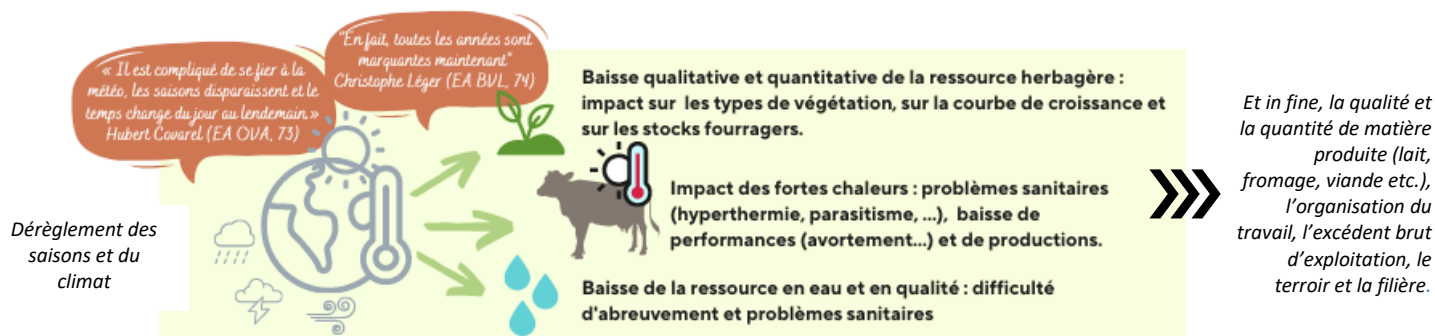 « Il est compliqué de se fier à la
météo, les saisons disparaissent et le
temps change du jour au lendemain.»
Hubert Covarel (EA OVA, 73)
"En fait, toutes les années sont
marquantes maintenant"
Christophe Léger (EA BVL, 74)
Dérèglement des
saisons et du
climat
Baisse qualitative et quantitative de la ressource herbagère :
impact sur les types de végétation, sur la courbe de croissance et
sur les stocks fourragers.
Impact des fortes chaleurs : problèmes sanitaires
(hyperthermie, parasitisme, ...), baisse de
performances (avortement...) et de productions.
Baisse de la ressource en eau et en qualité : difficulté
d'abreuvement et problèmes sanitaires
Et in fine, la qualité et
la quantité de matière
produite (lait,
fromage, viande etc.),
l'organisation du
travail, l'excédent brut
d'exploitation, le
terroir et la filière.